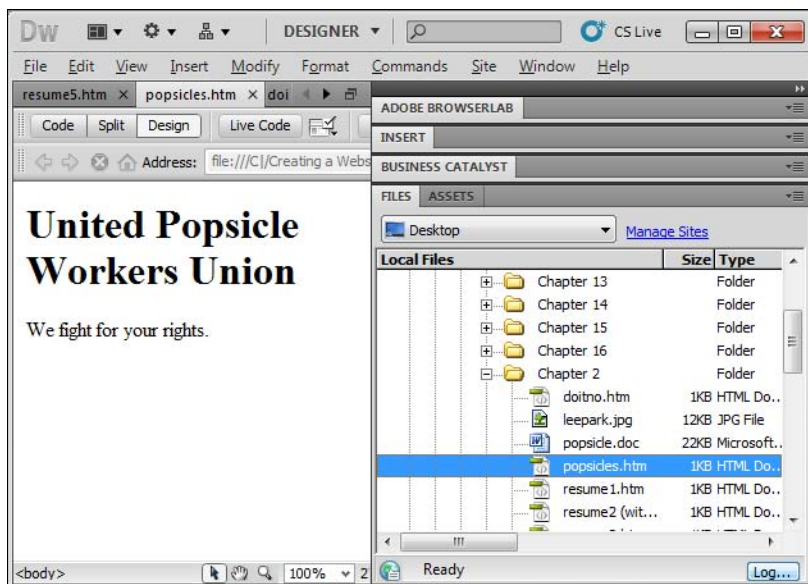 Dw DESIGNER CS Live
File Edit View Insert Modify Format Commands Site Window Help
resume5.htm × popsicles.htm × doi
Code Split Design Live Code
Address: file:///C|/Creating a Webs
United Popsicle
Workers Union
We fight for your rights.
<body> 100% 2
ADOBE BROWSERLAB
INSERT
BUSINESS CATALYST
FILES ASSETS
Desktop Manage Sites
Local Files Size Type
Chapter 13 Folder
Chapter 14 Folder
Chapter 15 Folder
Chapter 16 Folder
Chapter 2 Folder
doitno.htm 1KB HTML Do..
leepark.jpg 12KB JPG File
popsicle.doc 22KB Microsoft..
popsicles.htm 1KB HTML Do..
resume1.htm 1KB HTML Do..
resume2 (wit... 1KB HTML Do..
Ready Log...